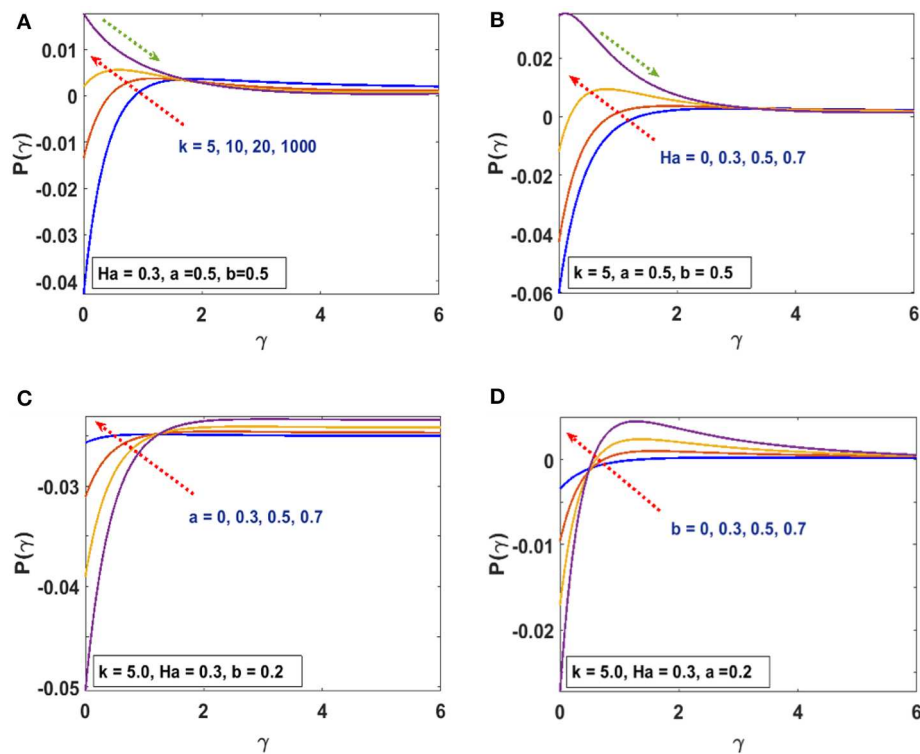 A
0.01
0
-0.01
-0.02
-0.03
-0.04
P(γ)
k = 5, 10, 20, 1000
Ha = 0.3, a =0.5, b=0.5
0 2 4 6
γ
B
0.02
0
-0.02
-0.04
-0.06
P(γ)
Ha = 0, 0.3, 0.5, 0.7
k = 5, a = 0.5, b = 0.5
0 2 4 6
γ
C
-0.03
-0.04
-0.05
P(γ)
a = 0, 0.3, 0.5, 0.7
k = 5.0, Ha = 0.3, b = 0.2
0 2 4 6
γ
D
0
-0.01
-0.02
P(γ)
b = 0, 0.3, 0.5, 0.7
k = 5.0, Ha = 0.3, a =0.2
0 2 4 6
γ